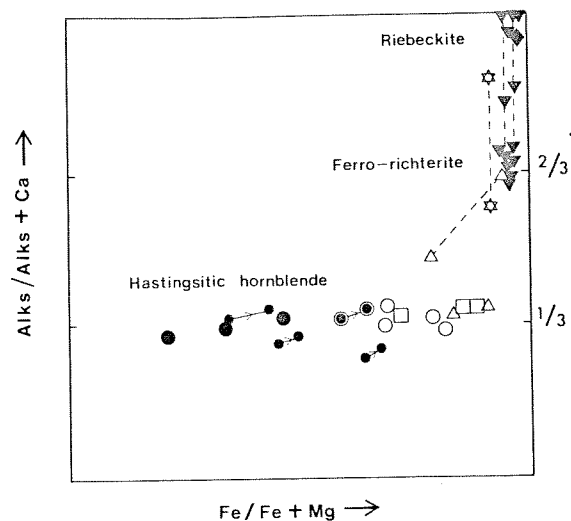 Riebeckite
Ferro-richterite
2/3
Hastingsitic hornblende
1/3
Alks/Alks + Ca →
Fe/Fe + Mg →